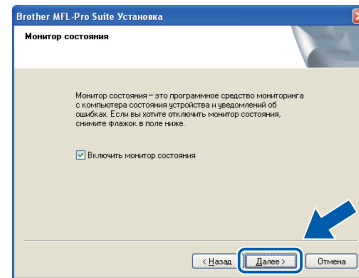 Brother MFL-Pro Suite Установка
Монитор состояния
Монитор состояния – это программное средство мониторинга
с компьютера состояния устройства и уведомлений об
ошибках. Если вы хотите отключить монитор состояния,
снимите флажок в поле ниже.
Включить монитор состояния
< Назад
Далее >
Отмена